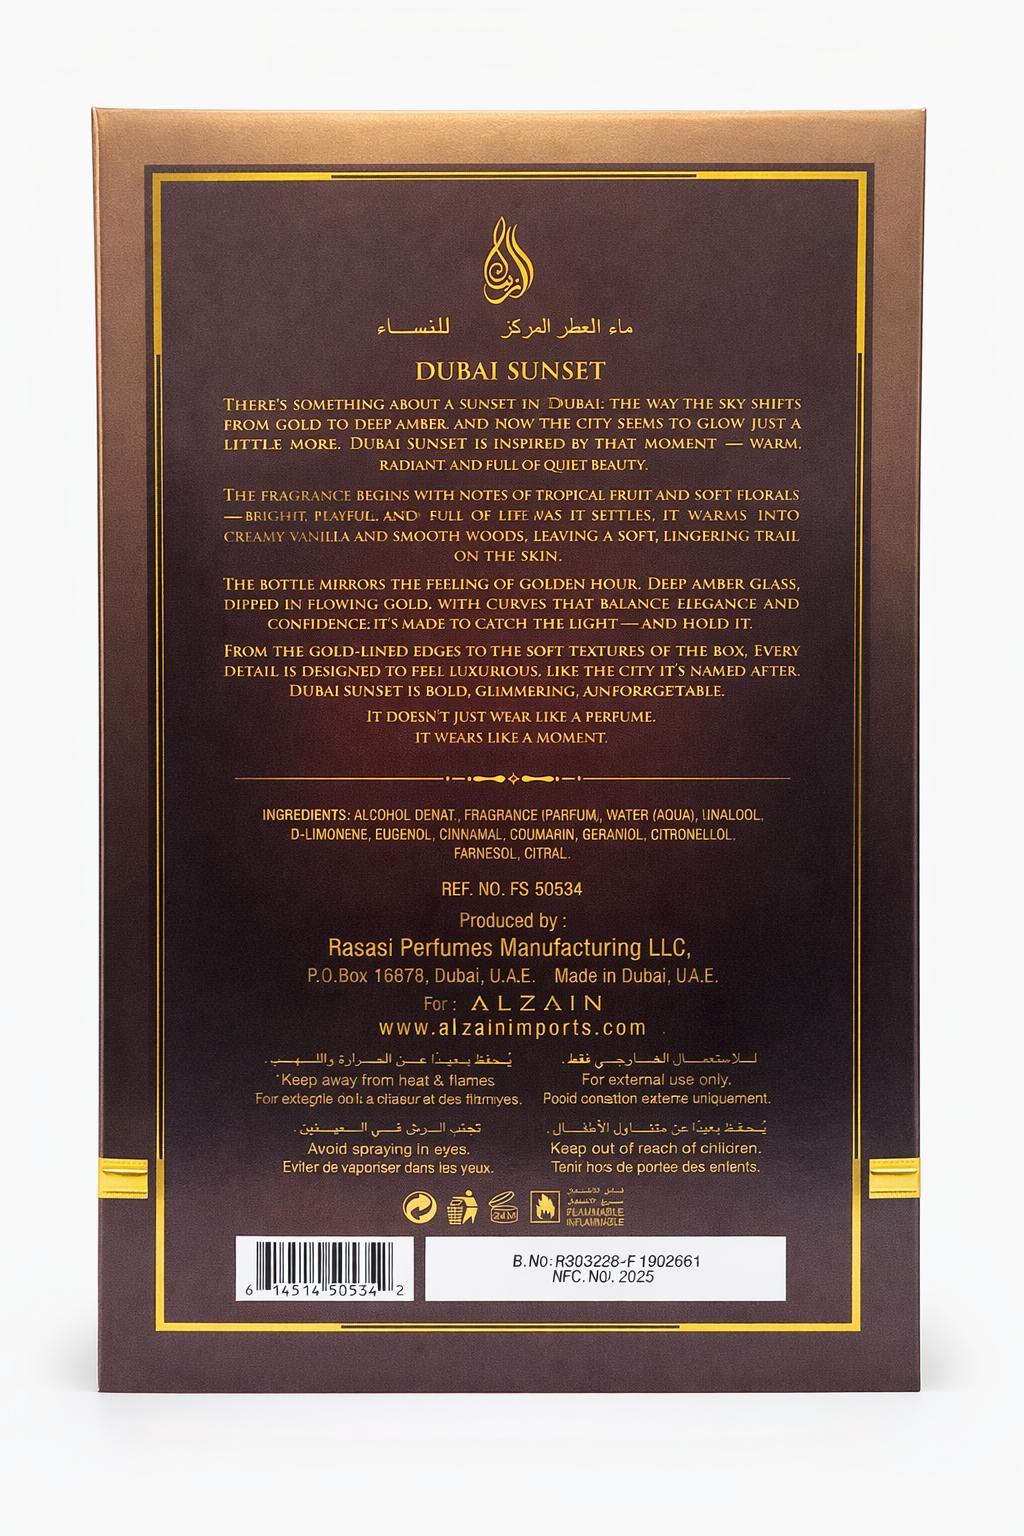 ماء العطر المركز للنساء
DUBAI SUNSET
THERE'S SOMETHING ABOUT A SUNSET IN DUBAI: THE WAY THE SKY SHIFTS
FROM GOLD TO DEEP AMBER. AND NOW THE CITY SEEMS TO GLOW JUST A
LITTLE MORE. DUBAI SUNSET IS INSPIRED BY THAT MOMENT — WARM,
RADIANT AND FULL OF QUIET BEAUTY.
THE FRAGRANCE BEGINS WITH NOTES OF TROPICAL FRUIT AND SOFT FLORALS
— BRIGHT, PLAYFUL. AND FULL OF LIFE WAS IT SETTLES, IT WARMS INTO
CREAMY VANILLA AND SMOOTH WOODS, LEAVING A SOFT, LINGERING TRAIL
ON THE SKIN.
THE BOTTLE MIRRORS THE FEELING OF GOLDEN HOUR. DEEP AMBER GLASS,
DIPPED IN FLOWING GOLD, WITH CURVES THAT BALANCE ELEGANCE AND
CONFIDENCE: IT'S MADE TO CATCH THE LIGHT — AND HOLD IT.
FROM THE GOLD-LINED EDGES TO THE SOFT TEXTURES OF THE BOX, EVERY
DETAIL IS DESIGNED TO FEEL LUXURIOUS, LIKE THE CITY IT'S NAMED AFTER.
DUBAI SUNSET IS BOLD, GLIMMERING, AJNFORRGETABLE.
IT DOESN'T JUST WEAR LIKE A PERFUME.
IT WEARS LIKE A MOMENT.
INGREDIENTS: ALCOHOL DENAT., FRAGRANCE (PARFUM), WATER (AQUA), LINALOOL,
D-LIMONENE, EUGENOL, CINNAMAL, COUMARIN, GERANIOL, CITRONELLOL,
FARNESOL, CITRAL.
REF. NO. FS 50534
Produced by :
Rasasi Perfumes Manufacturing LLC,
P.O.Box 16878, Dubai, U.A.E. Made in Dubai, U.A.E.
For : ALZAIN
www.alzainimports.com
يُحفظ بعيدًا عن الحرارة واللهب. للاستعمال الخارجي فقط.
Keep away from heat & flames For external use only.
a et des Pooid constion externe uniquement.
تجنب الرش في العينين. يُحفظ بعيدًا عن متناول الأطفال.
Avoid spraying in eyes. Keep out of reach of children.
Eviter de vaporiser dans les yeux. Tenir hors de portee des enfents.
FLAMMABLE
INFLAMMABLE
6 14514 50534 2
B.No: R303228-F 1902661
NFC. NO/. 2025